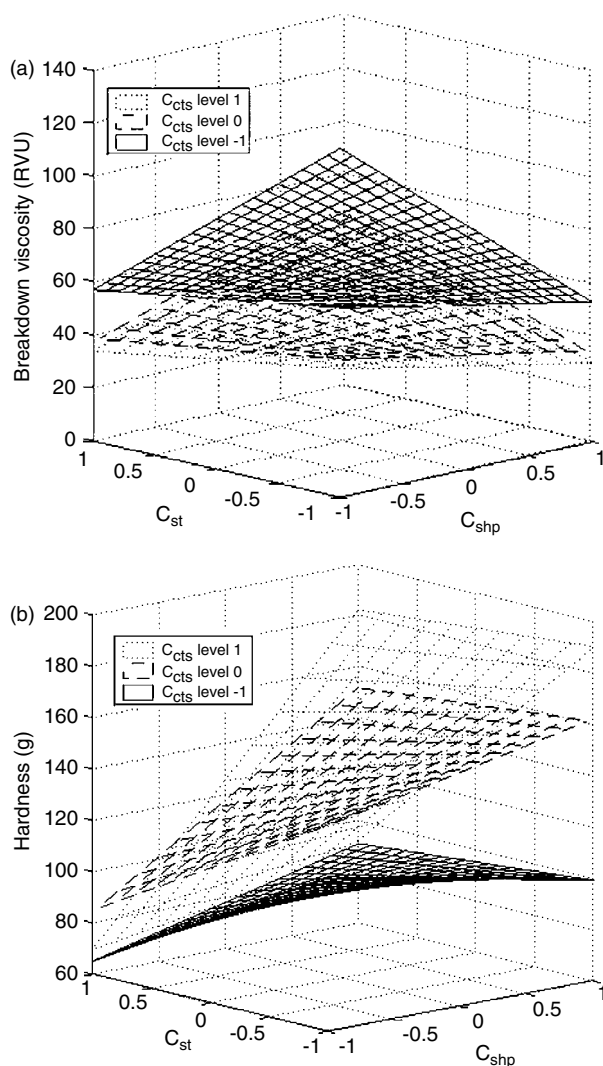 (a)
140
120
100
80
60
40
20
0
Breakdown viscosity (RVU)
C_cts level 1
C_cts level 0
C_cts level -1
1
0.5
0
-0.5
-1
C_st
-1
-0.5
0
0.5
1
C_shp
(b)
200
180
160
140
120
100
80
60
Hardness (g)
C_cts level 1
C_cts level 0
C_cts level -1
1
0.5
0
-0.5
-1
C_st
-1
-0.5
0
0.5
1
C_shp